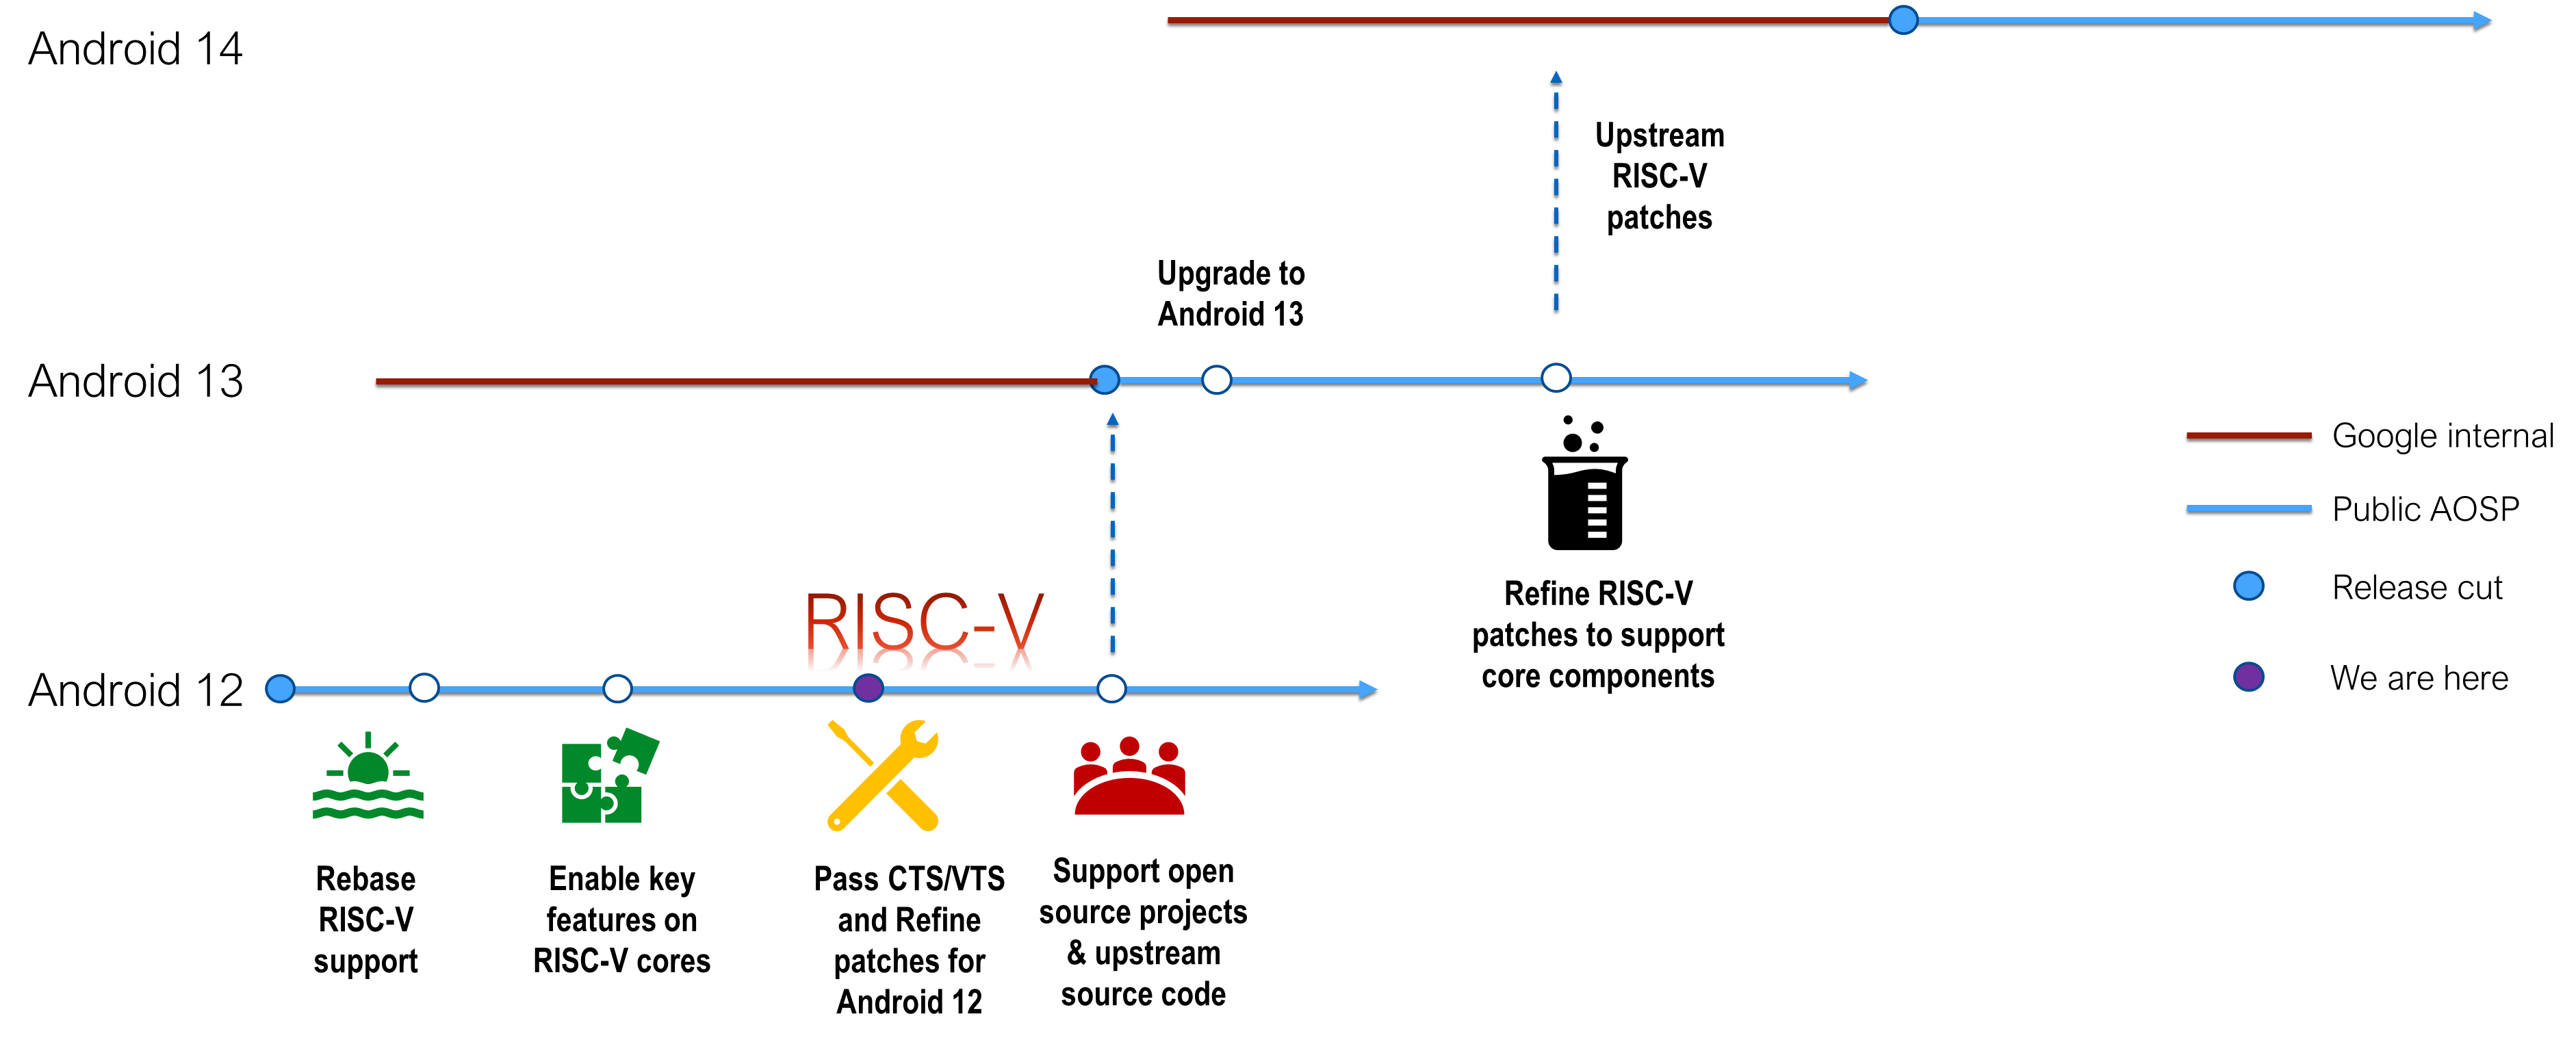 Android 14
Upstream
RISC-V
patches
Upgrade to
Android 13
Android 13
Google internal
Public AOSP
Release cut
We are here
RISC-V
Refine RISC-V
patches to support
core components
Android 12
Rebase
RISC-V
support
Enable key
features on
RISC-V cores
Pass CTS/VTS
and Refine
patches for
Android 12
Support open
source projects
& upstream
source code